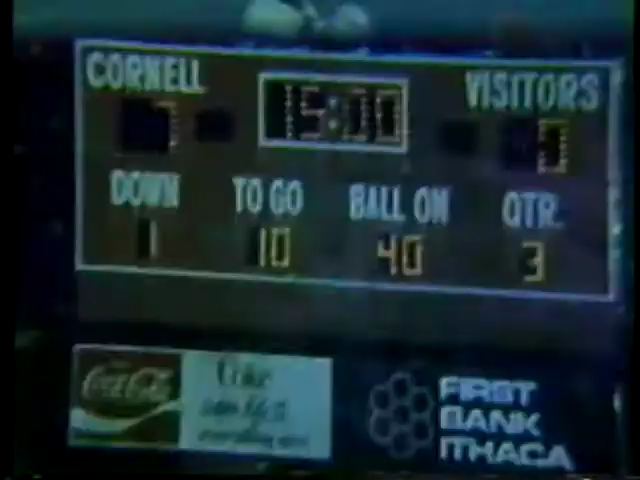 CORNELL 15:00 VISITORS
7
DOWN TO GO BALL ON QTR.
1 10 40 3
Coca-Cola Coke
FIRST
BANK
ITHACA